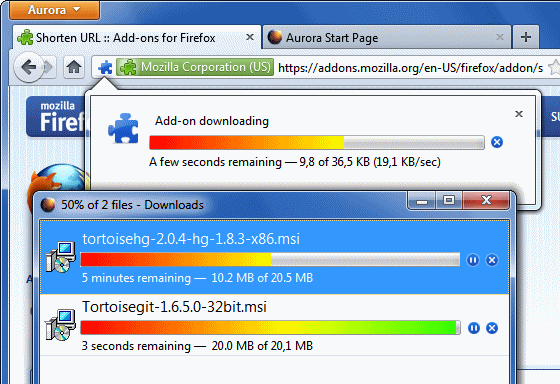 Aurora
Shorten URL :: Add-ons for Firefox
Aurora Start Page
Mozilla Corporation (US)
https://addons.mozilla.org/en-US/firefox/addon/s
mozilla
Firef
SU
Add-on downloading
A few seconds remaining — 9,8 of 36,5 KB (19,1 KB/sec)
50% of 2 files - Downloads
tortoisehg-2.0.4-hg-1.8.3-x86.msi
5 minutes remaining — 10.2 MB of 20.5 MB
Tortoisegit-1.6.5.0-32bit.msi
3 seconds remaining — 20.0 MB of 20,1 MB